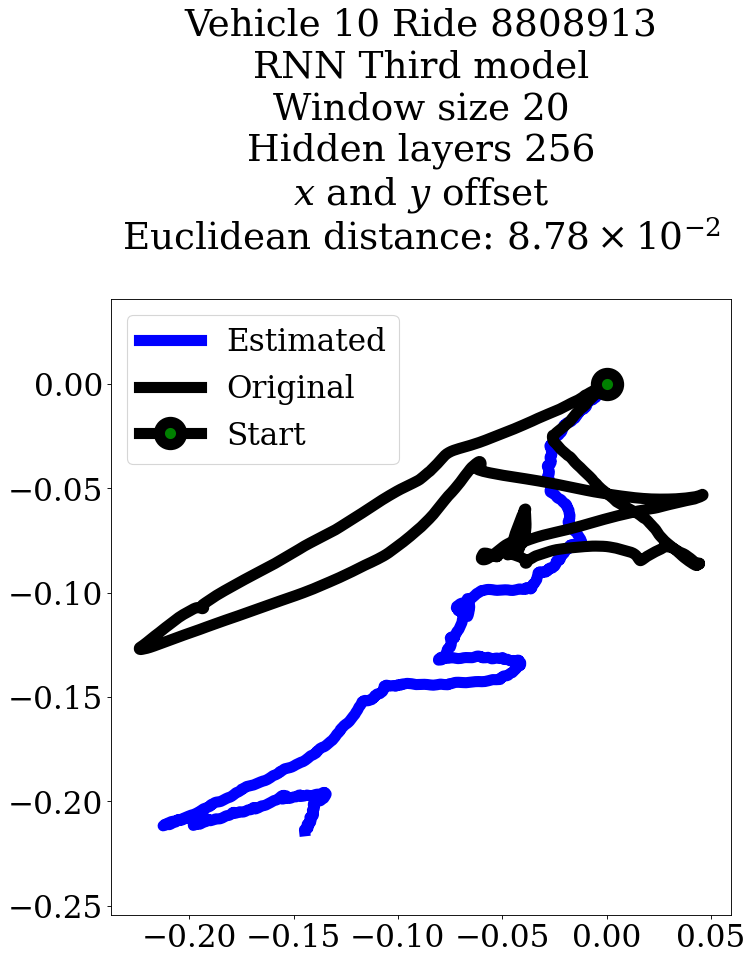 Vehicle 10 Ride 8808913
RNN Third model
Window size 20
Hidden layers 256
x and y offset
Euclidean distance: 8.78 × 10⁻²
Estimated
Original
Start
0.00
−0.05
−0.10
−0.15
−0.20
−0.25
−0.20 −0.15 −0.10 −0.05 0.00 0.05